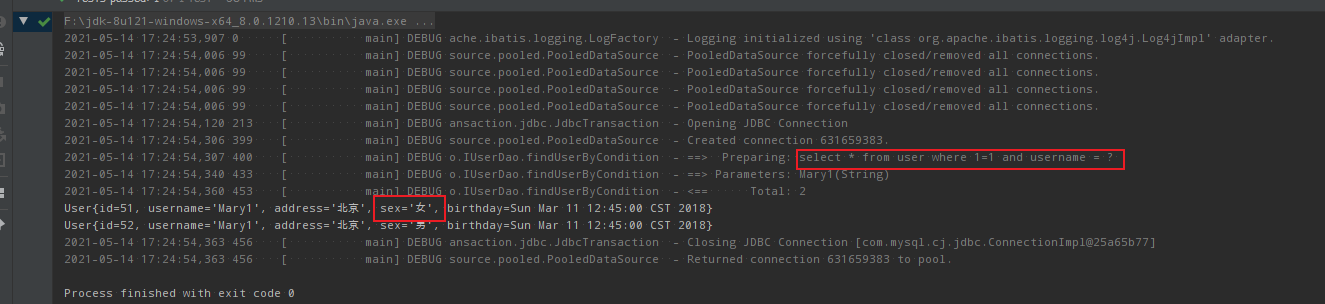 F:\jdk-8u121-windows-x64_8.0.1210.13\bin\java.exe ...
2021-05-14 17:24:53,907 0 [ main] DEBUG ache.ibatis.logging.LogFactory - Logging initialized using 'class org.apache.ibatis.logging.log4j.Log4jImpl' adapter.
2021-05-14 17:24:54,006 99 [ main] DEBUG source.pooled.PooledDataSource - PooledDataSource forcefully closed/removed all connections.
2021-05-14 17:24:54,006 99 [ main] DEBUG source.pooled.PooledDataSource - PooledDataSource forcefully closed/removed all connections.
2021-05-14 17:24:54,006 99 [ main] DEBUG source.pooled.PooledDataSource - PooledDataSource forcefully closed/removed all connections.
2021-05-14 17:24:54,006 99 [ main] DEBUG source.pooled.PooledDataSource - PooledDataSource forcefully closed/removed all connections.
2021-05-14 17:24:54,120 213 [ main] DEBUG ansaction.jdbc.JdbcTransaction - Opening JDBC Connection
2021-05-14 17:24:54,306 399 [ main] DEBUG source.pooled.PooledDataSource - Created connection 631659383.
2021-05-14 17:24:54,307 400 [ main] DEBUG o.IUserDao.findUserByCondition - ==> Preparing: select * from user where 1=1 and username = ?
2021-05-14 17:24:54,340 433 [ main] DEBUG o.IUserDao.findUserByCondition - ==> Parameters: Mary1(String)
2021-05-14 17:24:54,360 453 [ main] DEBUG o.IUserDao.findUserByCondition - <== Total: 2
User{id=51, username='Mary1', address='北京', sex='女', birthday=Sun Mar 11 12:45:00 CST 2018}
User{id=52, username='Mary1', address='北京', sex='男', birthday=Sun Mar 11 12:45:00 CST 2018}
2021-05-14 17:24:54,363 456 [ main] DEBUG ansaction.jdbc.JdbcTransaction - Closing JDBC Connection [com.mysql.cj.jdbc.ConnectionImpl@25a65b77]
2021-05-14 17:24:54,363 456 [ main] DEBUG source.pooled.PooledDataSource - Returned connection 631659383 to pool.
Process finished with exit code 0